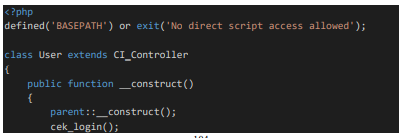 <?php
defined('BASEPATH') or exit('No direct script access allowed');
class User extends CI_Controller
{
public function __construct()
{
parent::__construct();
cek_login();